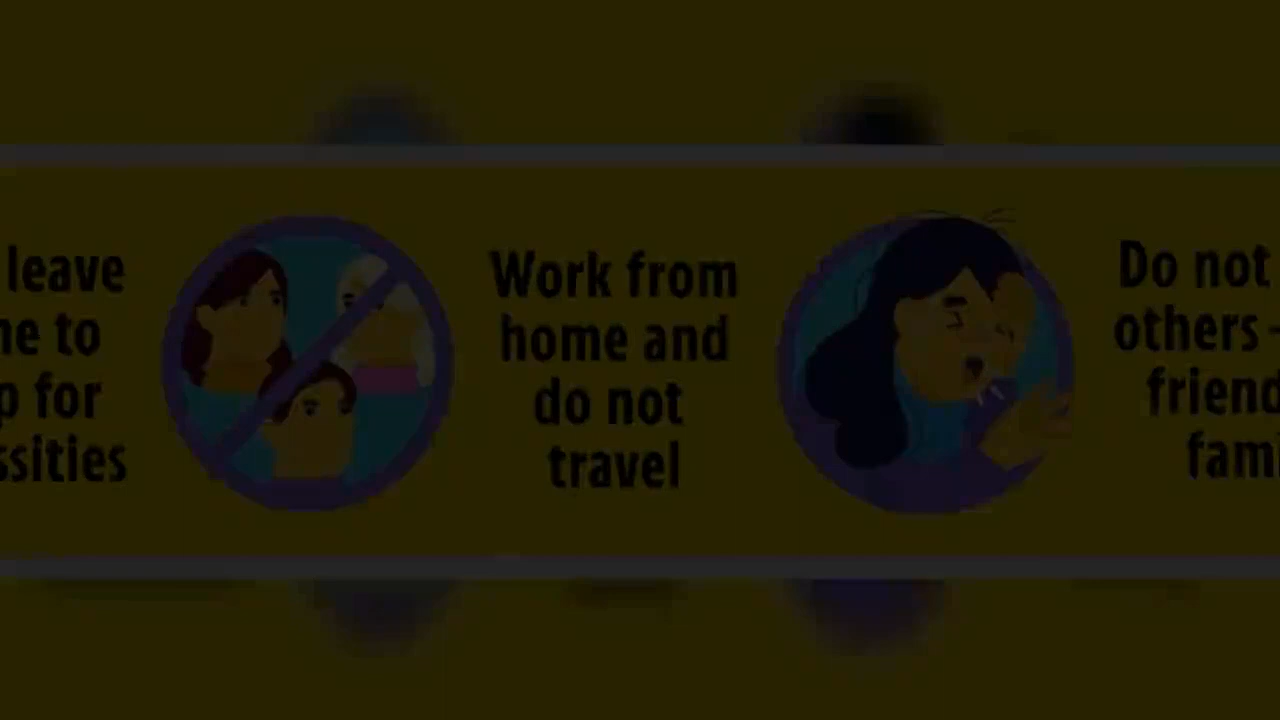 leave
ne to
p for
ssities
Work from
home and
do not
travel
Do not
others -
friend
fami